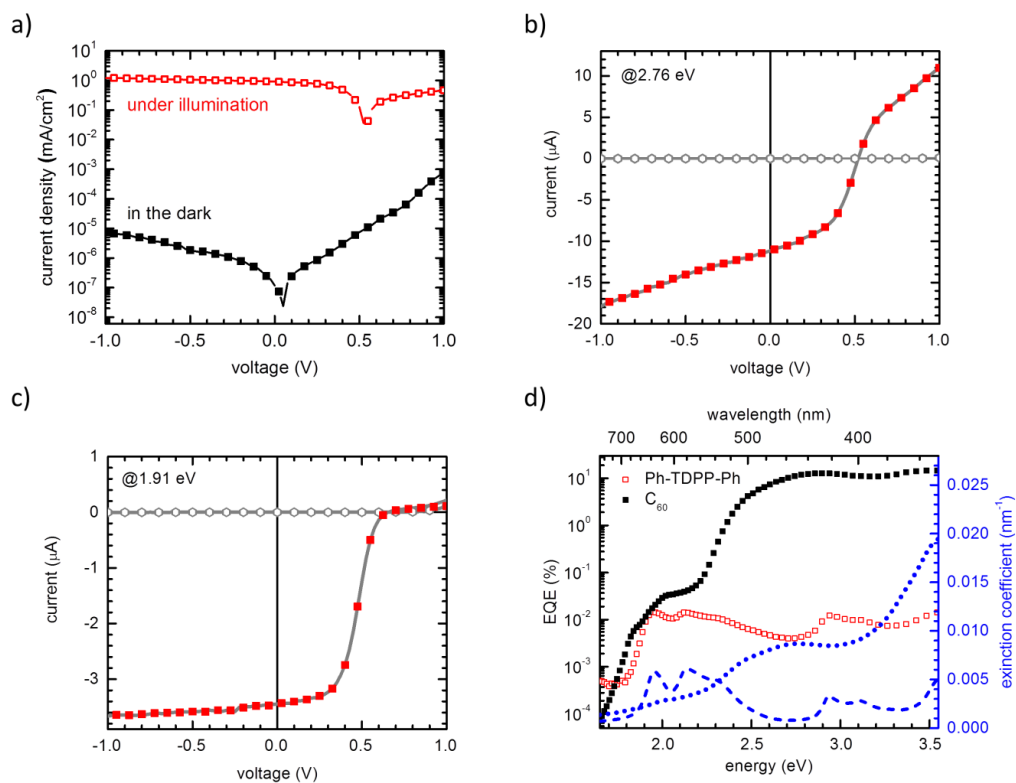 a)
10¹
10⁰
10⁻¹
10⁻²
10⁻³
10⁻⁴
10⁻⁵
10⁻⁶
10⁻⁷
10⁻⁸
current density (mA/cm²)
under illumination
in the dark
-1.0 -0.5 0.0 0.5 1.0
voltage (V)
b)
@2.76 eV
10
5
0
-5
-10
-15
-20
current (μA)
-1.0 -0.5 0.0 0.5 1.0
voltage (V)
c)
@1.91 eV
1
0
-1
-2
-3
current (μA)
-1.0 -0.5 0.0 0.5 1.0
voltage (V)
d)
wavelength (nm)
700 600 500 400
Ph-TDPP-Ph
C₆₀
10¹
10⁰
10⁻¹
10⁻²
10⁻³
10⁻⁴
EQE (%)
0.025
0.020
0.015
0.010
0.005
0.000
exinction coefficient (nm⁻¹)
2.0 2.5 3.0 3.5
energy (eV)